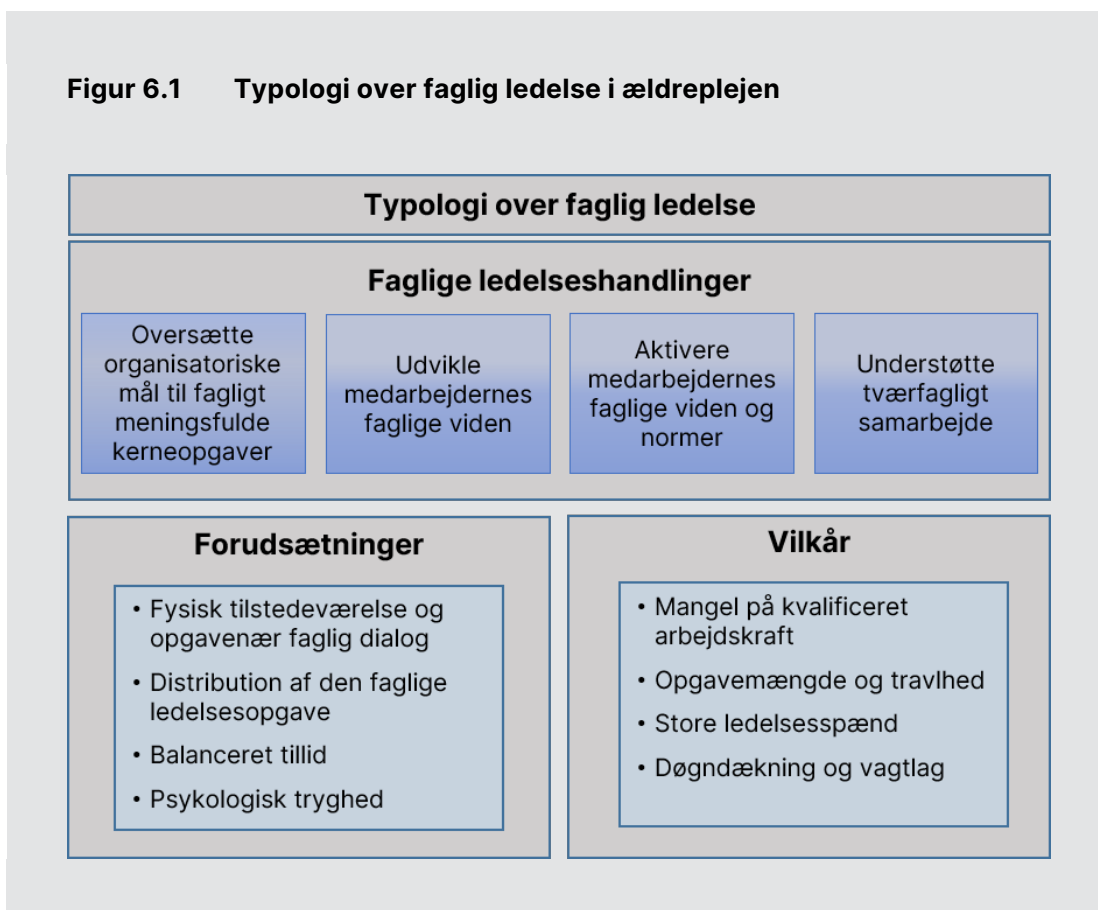 Figur 6.1 Typologi over faglig ledelse i ældreplejen
Typologi over faglig ledelse
Faglige ledelseshandlinger
Oversætte
organisatoriske
mål til fagligt
meningsfulde
kerneopgaver
Udvikle
medarbejdernes
faglige viden
Aktivere
medarbejdernes
faglige viden og
normer
Understøtte
tværfagligt
samarbejde
Forudsætninger
• Fysisk tilstedeværelse og
opgavenær faglig dialog
• Distribution af den faglige
ledelsesopgave
• Balanceret tillid
• Psykologisk tryghed
Vilkår
• Mangel på kvalificeret
arbejdskraft
• Opgavemængde og travlhed
• Store ledelsesspænd
• Døgndækning og vagtlag